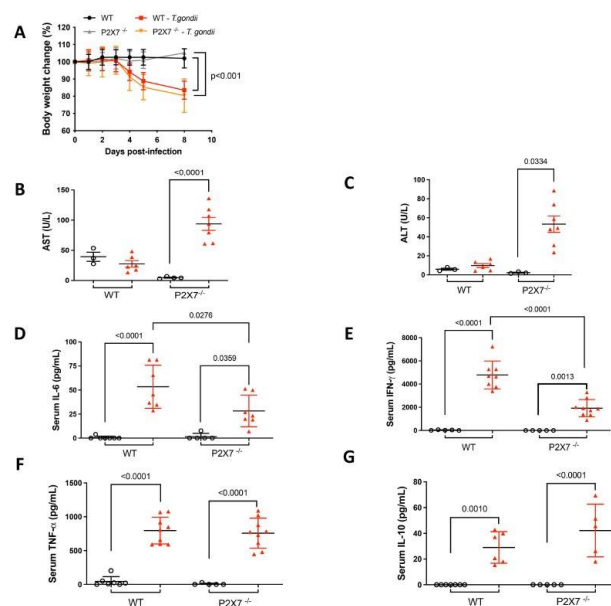 WT
WT - T.gondii
P2X7 -/-
P2X7 -/- - T. gondii
A
Body weight change (%)
120
110
100
90
80
70
60
0
2
4
6
8
10
Days post-infection
p<0.001
B
AST (U/L)
150
100
50
0
<0,0001
WT
P2X7-/-
C
ALT (U/L)
100
80
60
40
20
0
0.0334
WT
P2X7-/-
D
Serum IL-6 (pg/mL)
100
75
50
25
0
<0.0001
0.0276
0.0359
WT
P2X7 -/-
E
Serum IFN-γ (pg/mL)
8000
6000
4000
2000
0
<0.0001
<0.0001
0.0013
WT
P2X7 -/-
F
Serum TNF-α (pg/mL)
1500
1000
500
0
<0.0001
<0.0001
WT
P2X7 -/-
G
Serum IL-10 (pg/mL)
80
60
40
20
0
0.0010
<0.0001
WT
P2X7 -/-